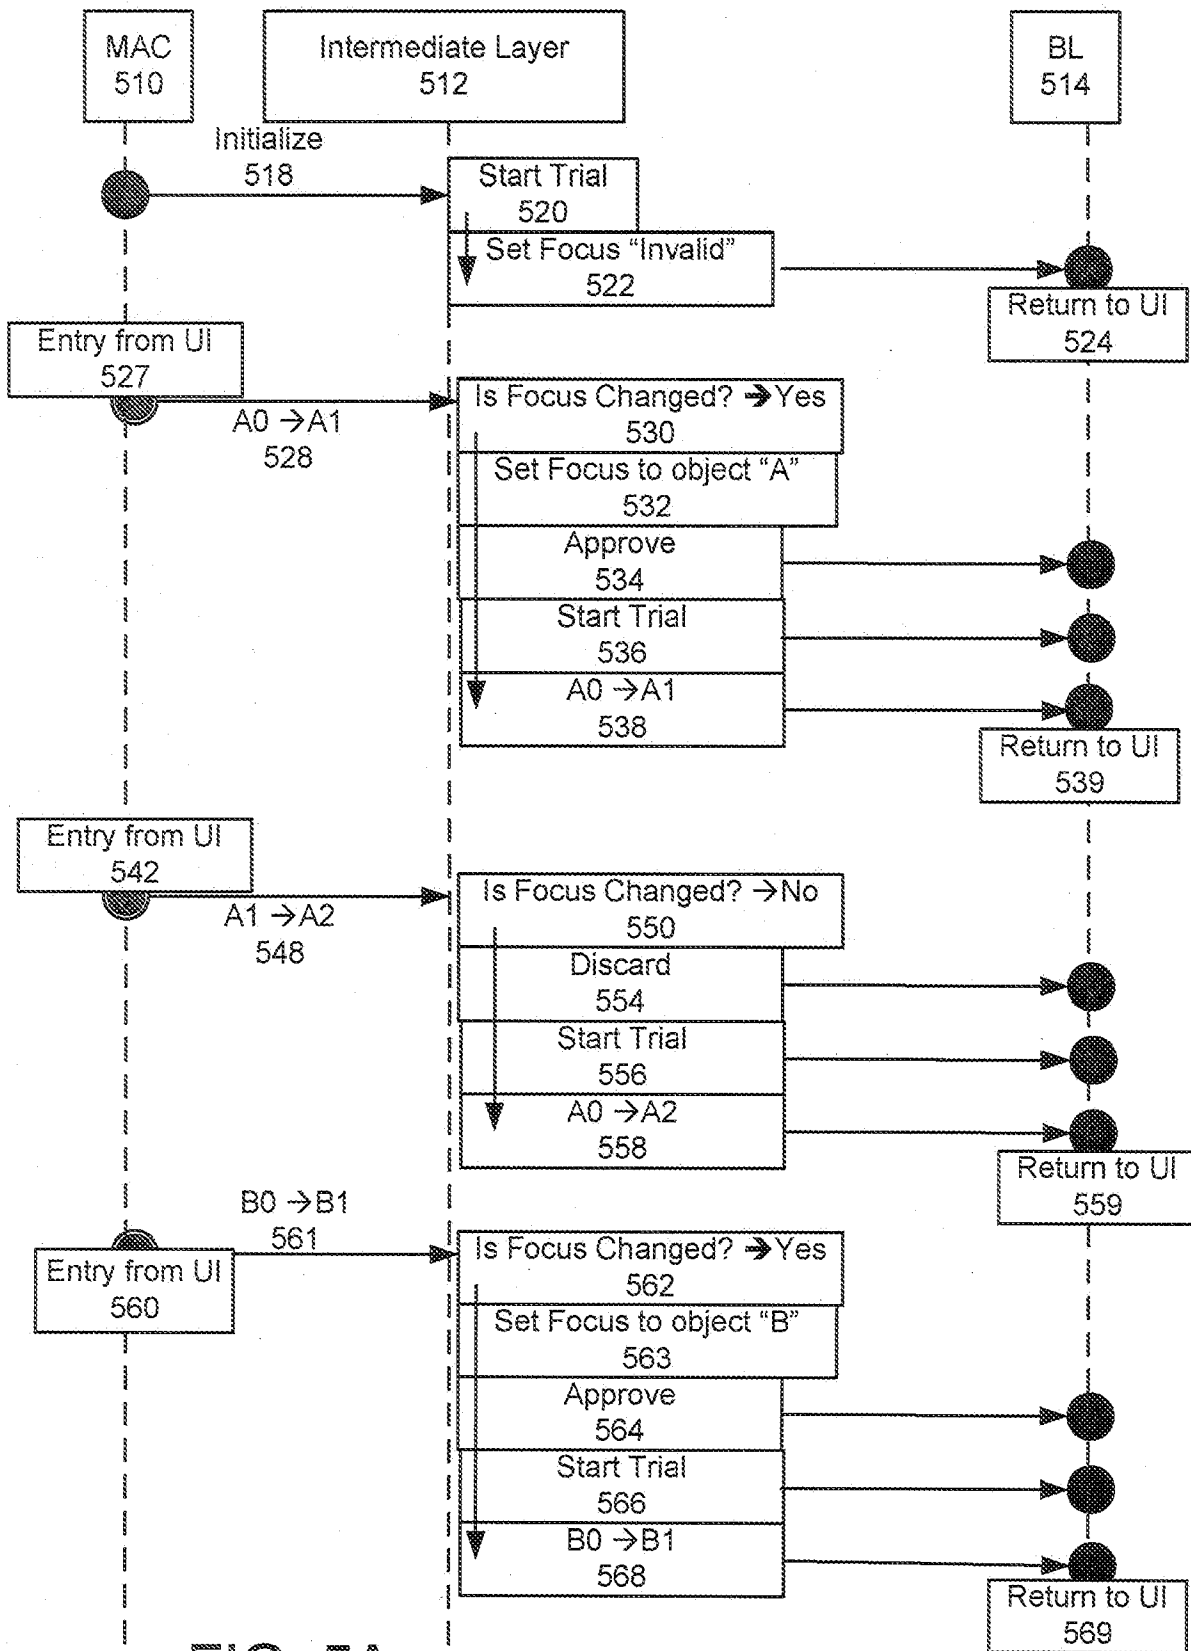 MAC
510
Intermediate Layer
512
BL
514
Initialize
518
Start Trial
520
Set Focus “Invalid”
522
Return to UI
524
Entry from UI
527
A0 →A1
528
Is Focus Changed? →Yes
530
Set Focus to object “A”
532
Approve
534
Start Trial
536
A0 →A1
538
Return to UI
539
Entry from UI
542
A1 →A2
548
Is Focus Changed? →No
550
Discard
554
Start Trial
556
A0 →A2
558
Return to UI
559
B0 →B1
561
Entry from UI
560
Is Focus Changed? →Yes
562
Set Focus to object “B”
563
Approve
564
Start Trial
566
B0 →B1
568
Return to UI
569